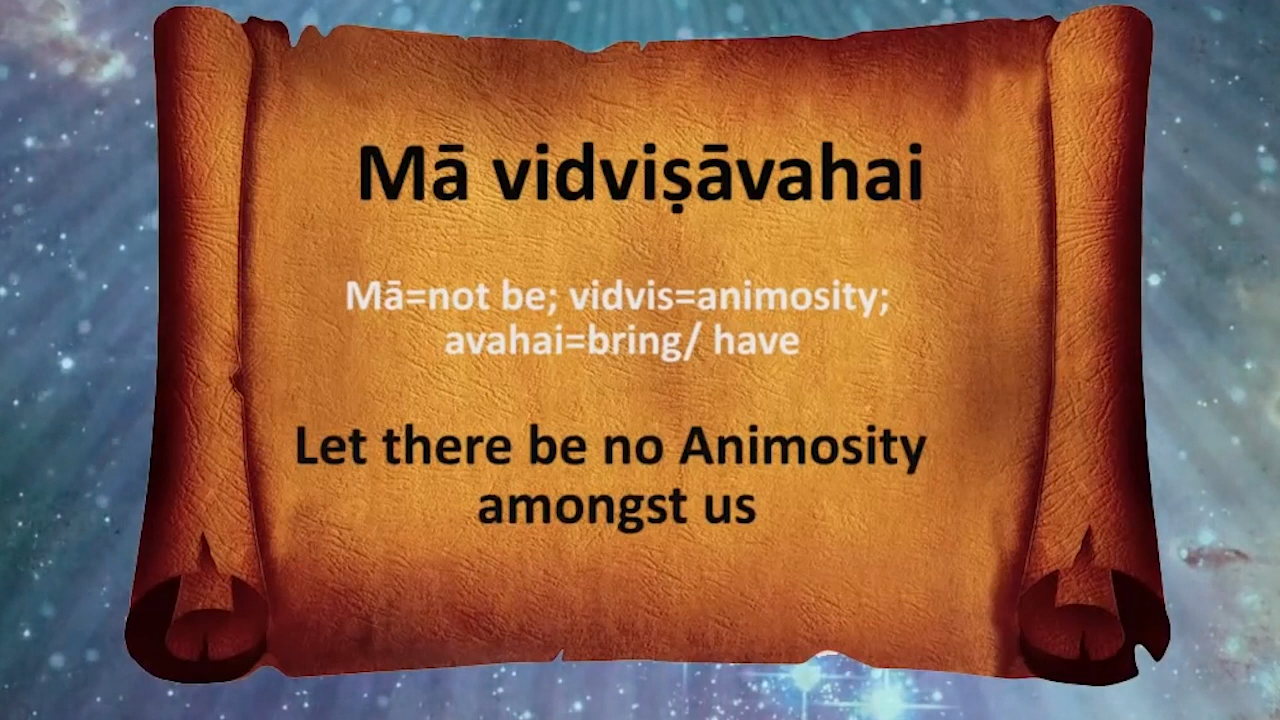 Mā vidviṣāvahai
Mā=not be; vidvis=animosity;
avahai=bring/ have
Let there be no Animosity
amongst us